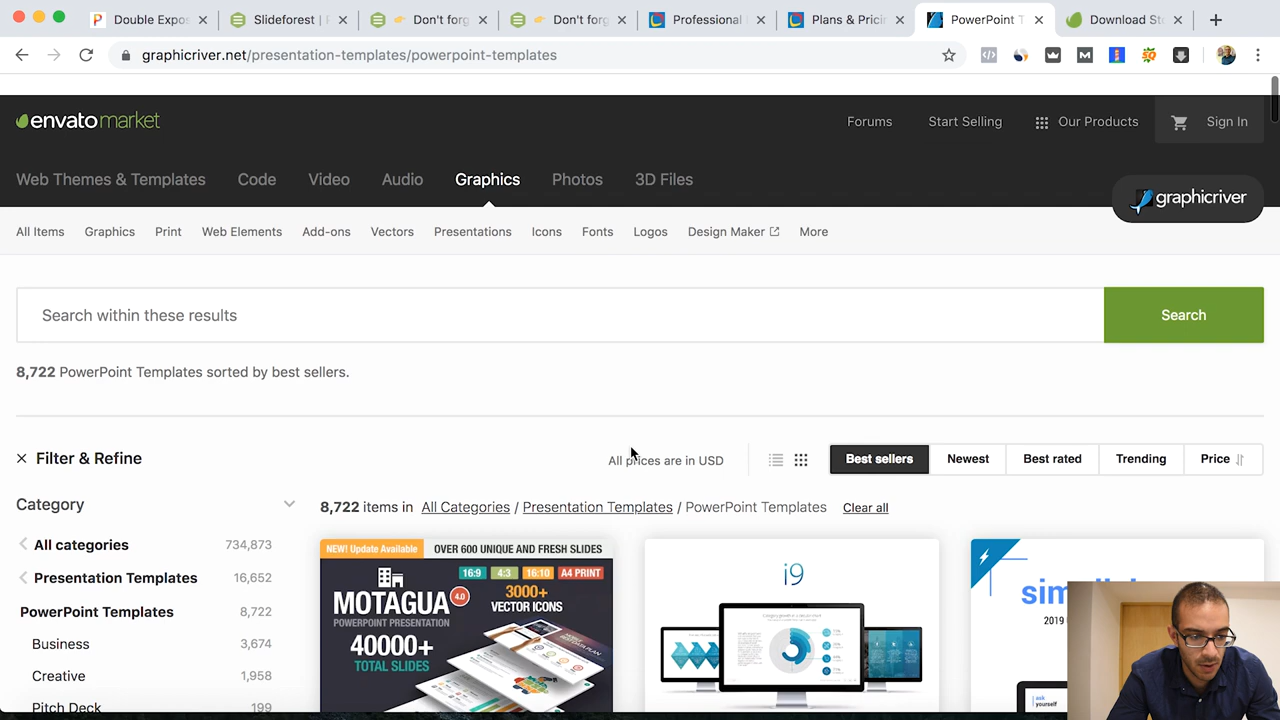 Double Expos
Slideforest |
Don't forg
Don't forg
Professional
Plans & Prici
PowerPoint T
Download St
graphicriver.net/presentation-templates/powerpoint-templates
envatomarket
Forums
Start Selling
Our Products
Sign In
Web Themes & Templates
Code
Video
Audio
Graphics
Photos
3D Files
graphicriver
All Items
Graphics
Print
Web Elements
Add-ons
Vectors
Presentations
Icons
Fonts
Logos
Design Maker
More
Search within these results
Search
8,722 PowerPoint Templates sorted by best sellers.
Filter & Refine
All prices are in USD
Best sellers
Newest
Best rated
Trending
Price
Category
8,722 items in All Categories / Presentation Templates / PowerPoint Templates Clear all
All categories 734,873
Presentation Templates 16,652
PowerPoint Templates 8,722
Business 3,674
Creative 1,958
Pitch Deck 199
NEW! Update Available
OVER 600 UNIQUE AND FRESH SLIDES
16:9 4:3 16:10 A4 PRINT
MOTAGUA 4.0
3000+
VECTOR ICONS
POWERPOINT PRESENTATION
40000+
TOTAL SLIDES
i9
2019
ask
yourself